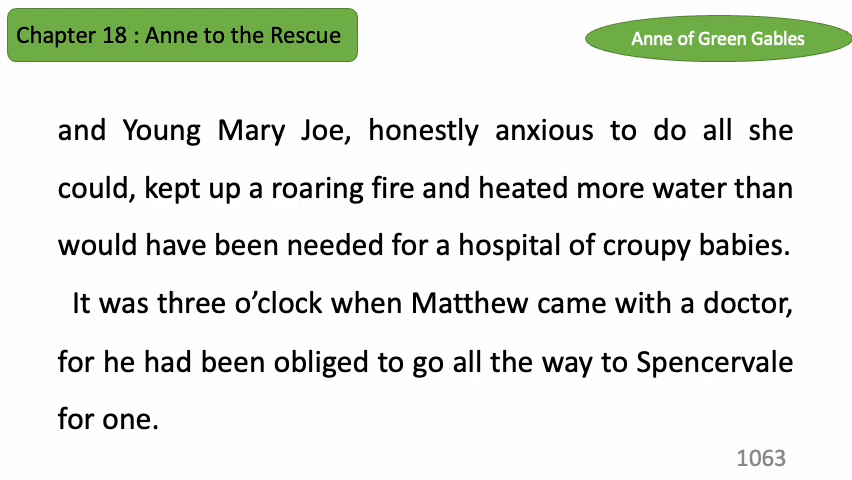 Chapter 18 : Anne to the Rescue
Anne of Green Gables
and Young Mary Joe, honestly anxious to do all she
could, kept up a roaring fire and heated more water than
would have been needed for a hospital of croupy babies.
It was three o’clock when Matthew came with a doctor,
for he had been obliged to go all the way to Spencervale
for one.
1063